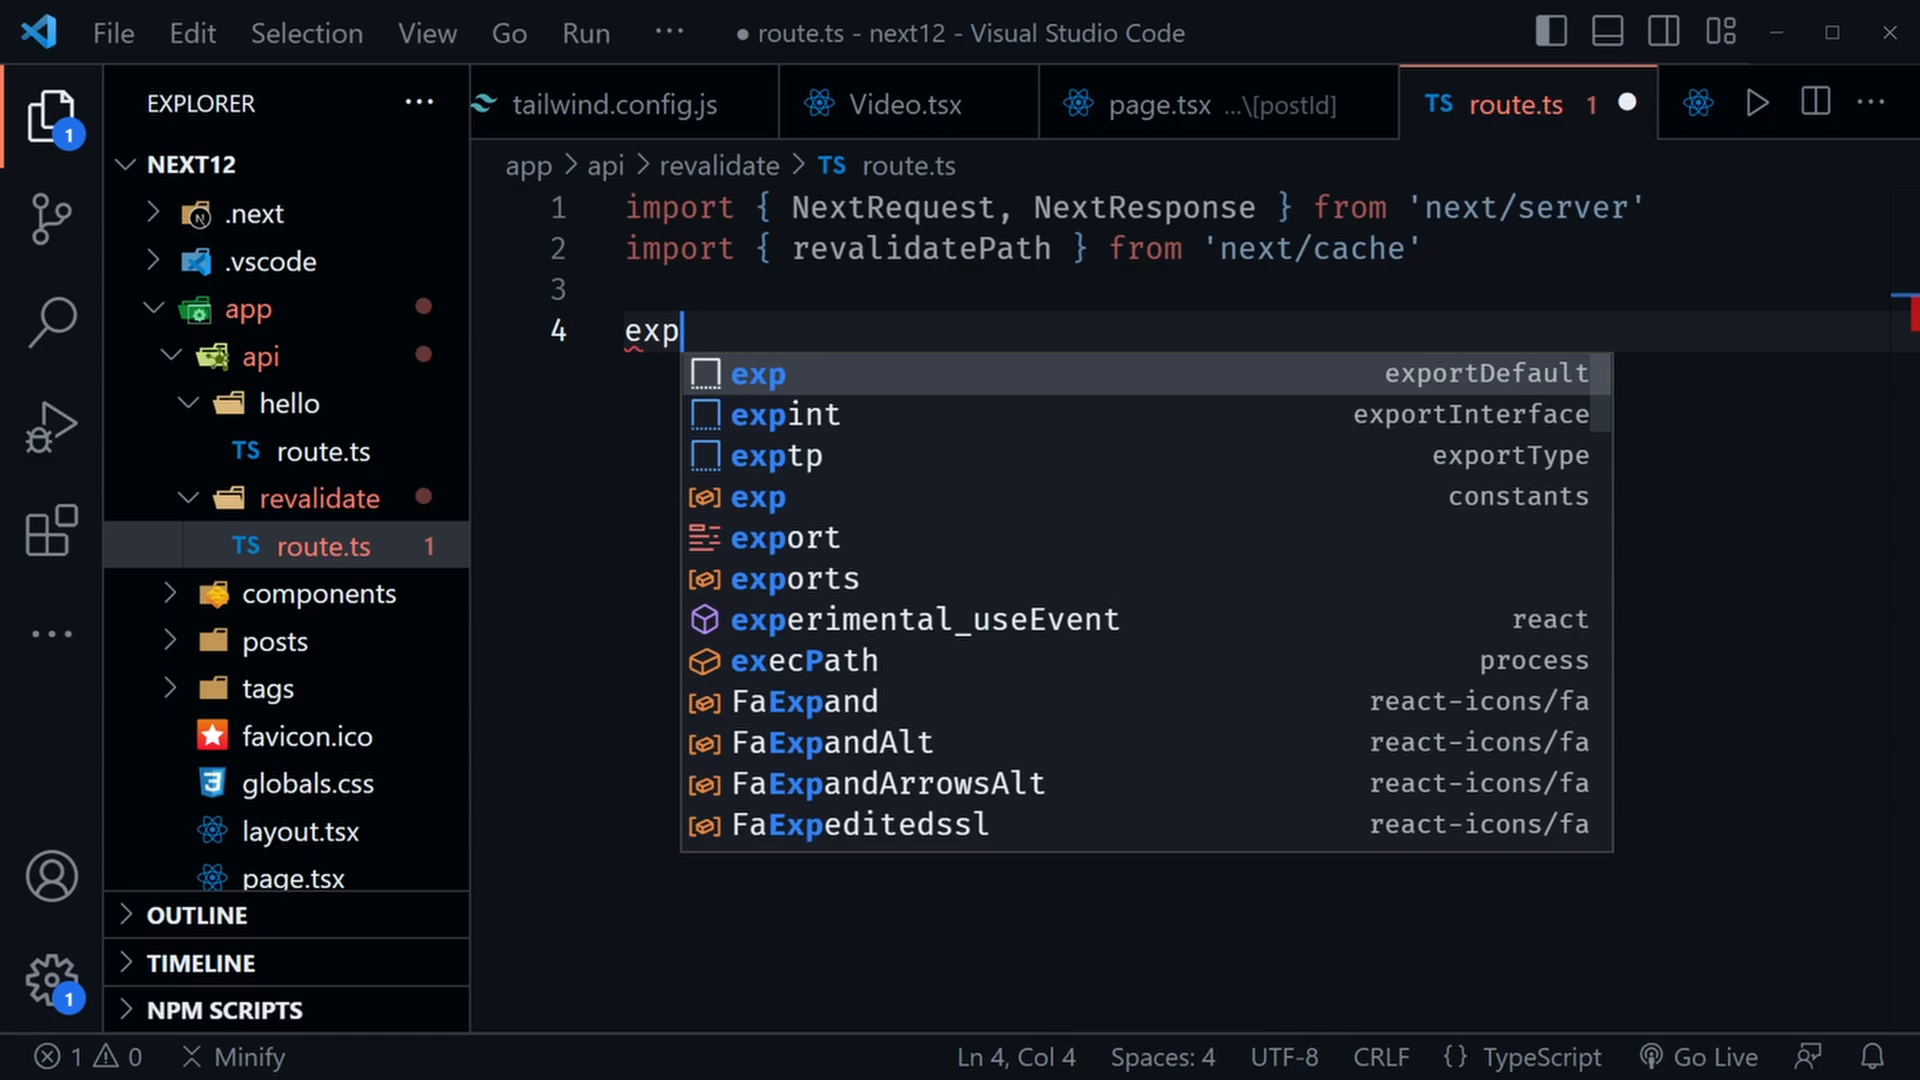 File Edit Selection View Go Run ··· ● route.ts - next12 - Visual Studio Code
EXPLORER ···
tailwind.config.js Video.tsx page.tsx ...\[postId] TS route.ts 1 ● ···
app > api > revalidate > TS route.ts
1
NEXT12
.next
.vscode
app
api
hello
TS route.ts
revalidate
TS route.ts 1
components
posts
tags
favicon.ico
globals.css
layout.tsx
page.tsx
OUTLINE
TIMELINE
NPM SCRIPTS
1
1 import { NextRequest, NextResponse } from 'next/server'
2 import { revalidatePath } from 'next/cache'
3
4 exp
exp exportDefault
expint exportInterface
exptp exportType
exp constants
export
exports
experimental_useEvent react
execPath process
FaExpand react-icons/fa
FaExpandAlt react-icons/fa
FaExpandArrowsAlt react-icons/fa
FaExpeditedssl react-icons/fa
1 0 Minify Ln 4, Col 4 Spaces: 4 UTF-8 CRLF {} TypeScript Go Live